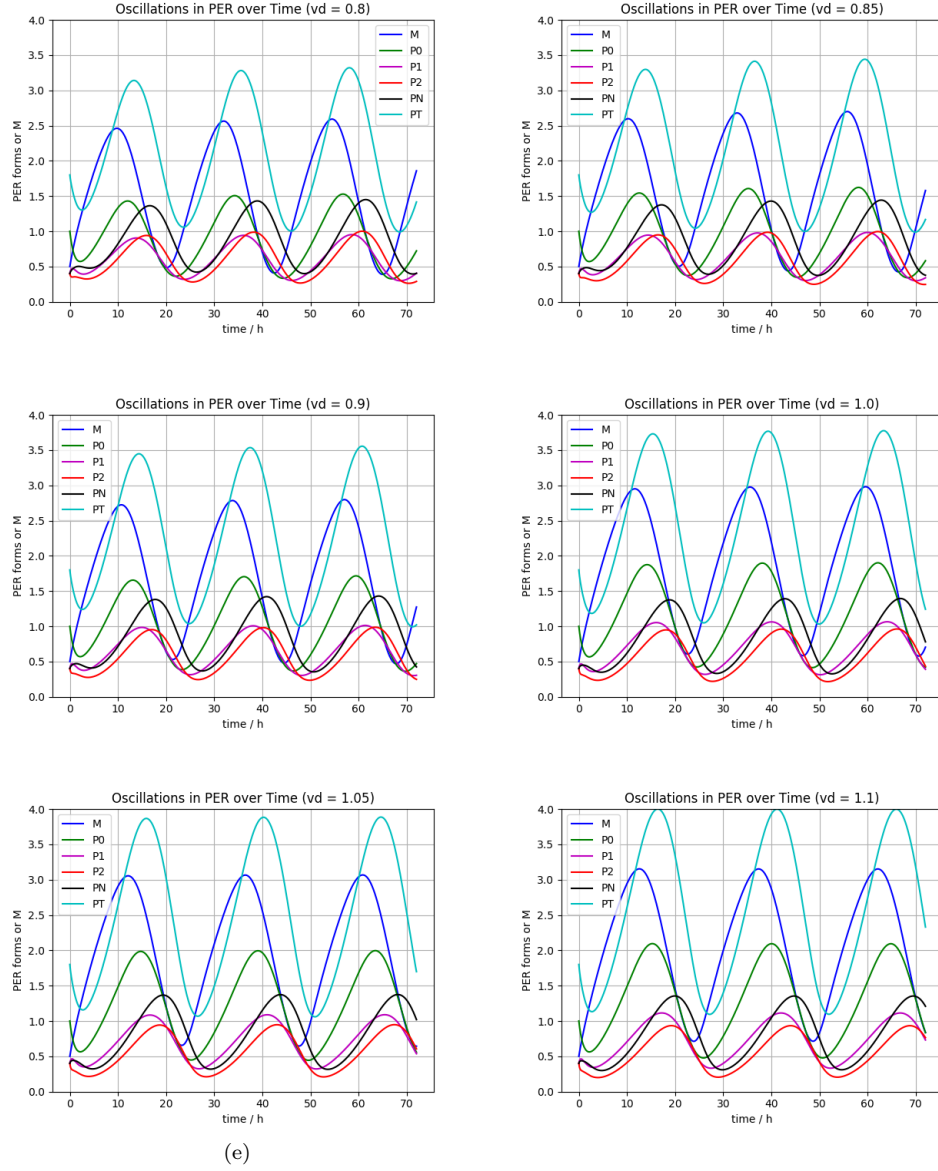 Oscillations in PER over Time (vd = 0.8)
4.0
3.5
3.0
2.5
2.0
1.5
1.0
0.5
0.0
PER forms or M
M
P0
P1
P2
PN
PT
0 10 20 30 40 50 60 70
time / h
Oscillations in PER over Time (vd = 0.85)
4.0
3.5
3.0
2.5
2.0
1.5
1.0
0.5
0.0
PER forms or M
M
P0
P1
P2
PN
PT
0 10 20 30 40 50 60 70
time / h
Oscillations in PER over Time (vd = 0.9)
4.0
3.5
3.0
2.5
2.0
1.5
1.0
0.5
0.0
PER forms or M
M
P0
P1
P2
PN
PT
0 10 20 30 40 50 60 70
time / h
Oscillations in PER over Time (vd = 1.0)
4.0
3.5
3.0
2.5
2.0
1.5
1.0
0.5
0.0
PER forms or M
M
P0
P1
P2
PN
PT
0 10 20 30 40 50 60 70
time / h
Oscillations in PER over Time (vd = 1.05)
4.0
3.5
3.0
2.5
2.0
1.5
1.0
0.5
0.0
PER forms or M
M
P0
P1
P2
PN
PT
0 10 20 30 40 50 60 70
time / h
Oscillations in PER over Time (vd = 1.1)
4.0
3.5
3.0
2.5
2.0
1.5
1.0
0.5
0.0
PER forms or M
M
P0
P1
P2
PN
PT
0 10 20 30 40 50 60 70
time / h
(e)